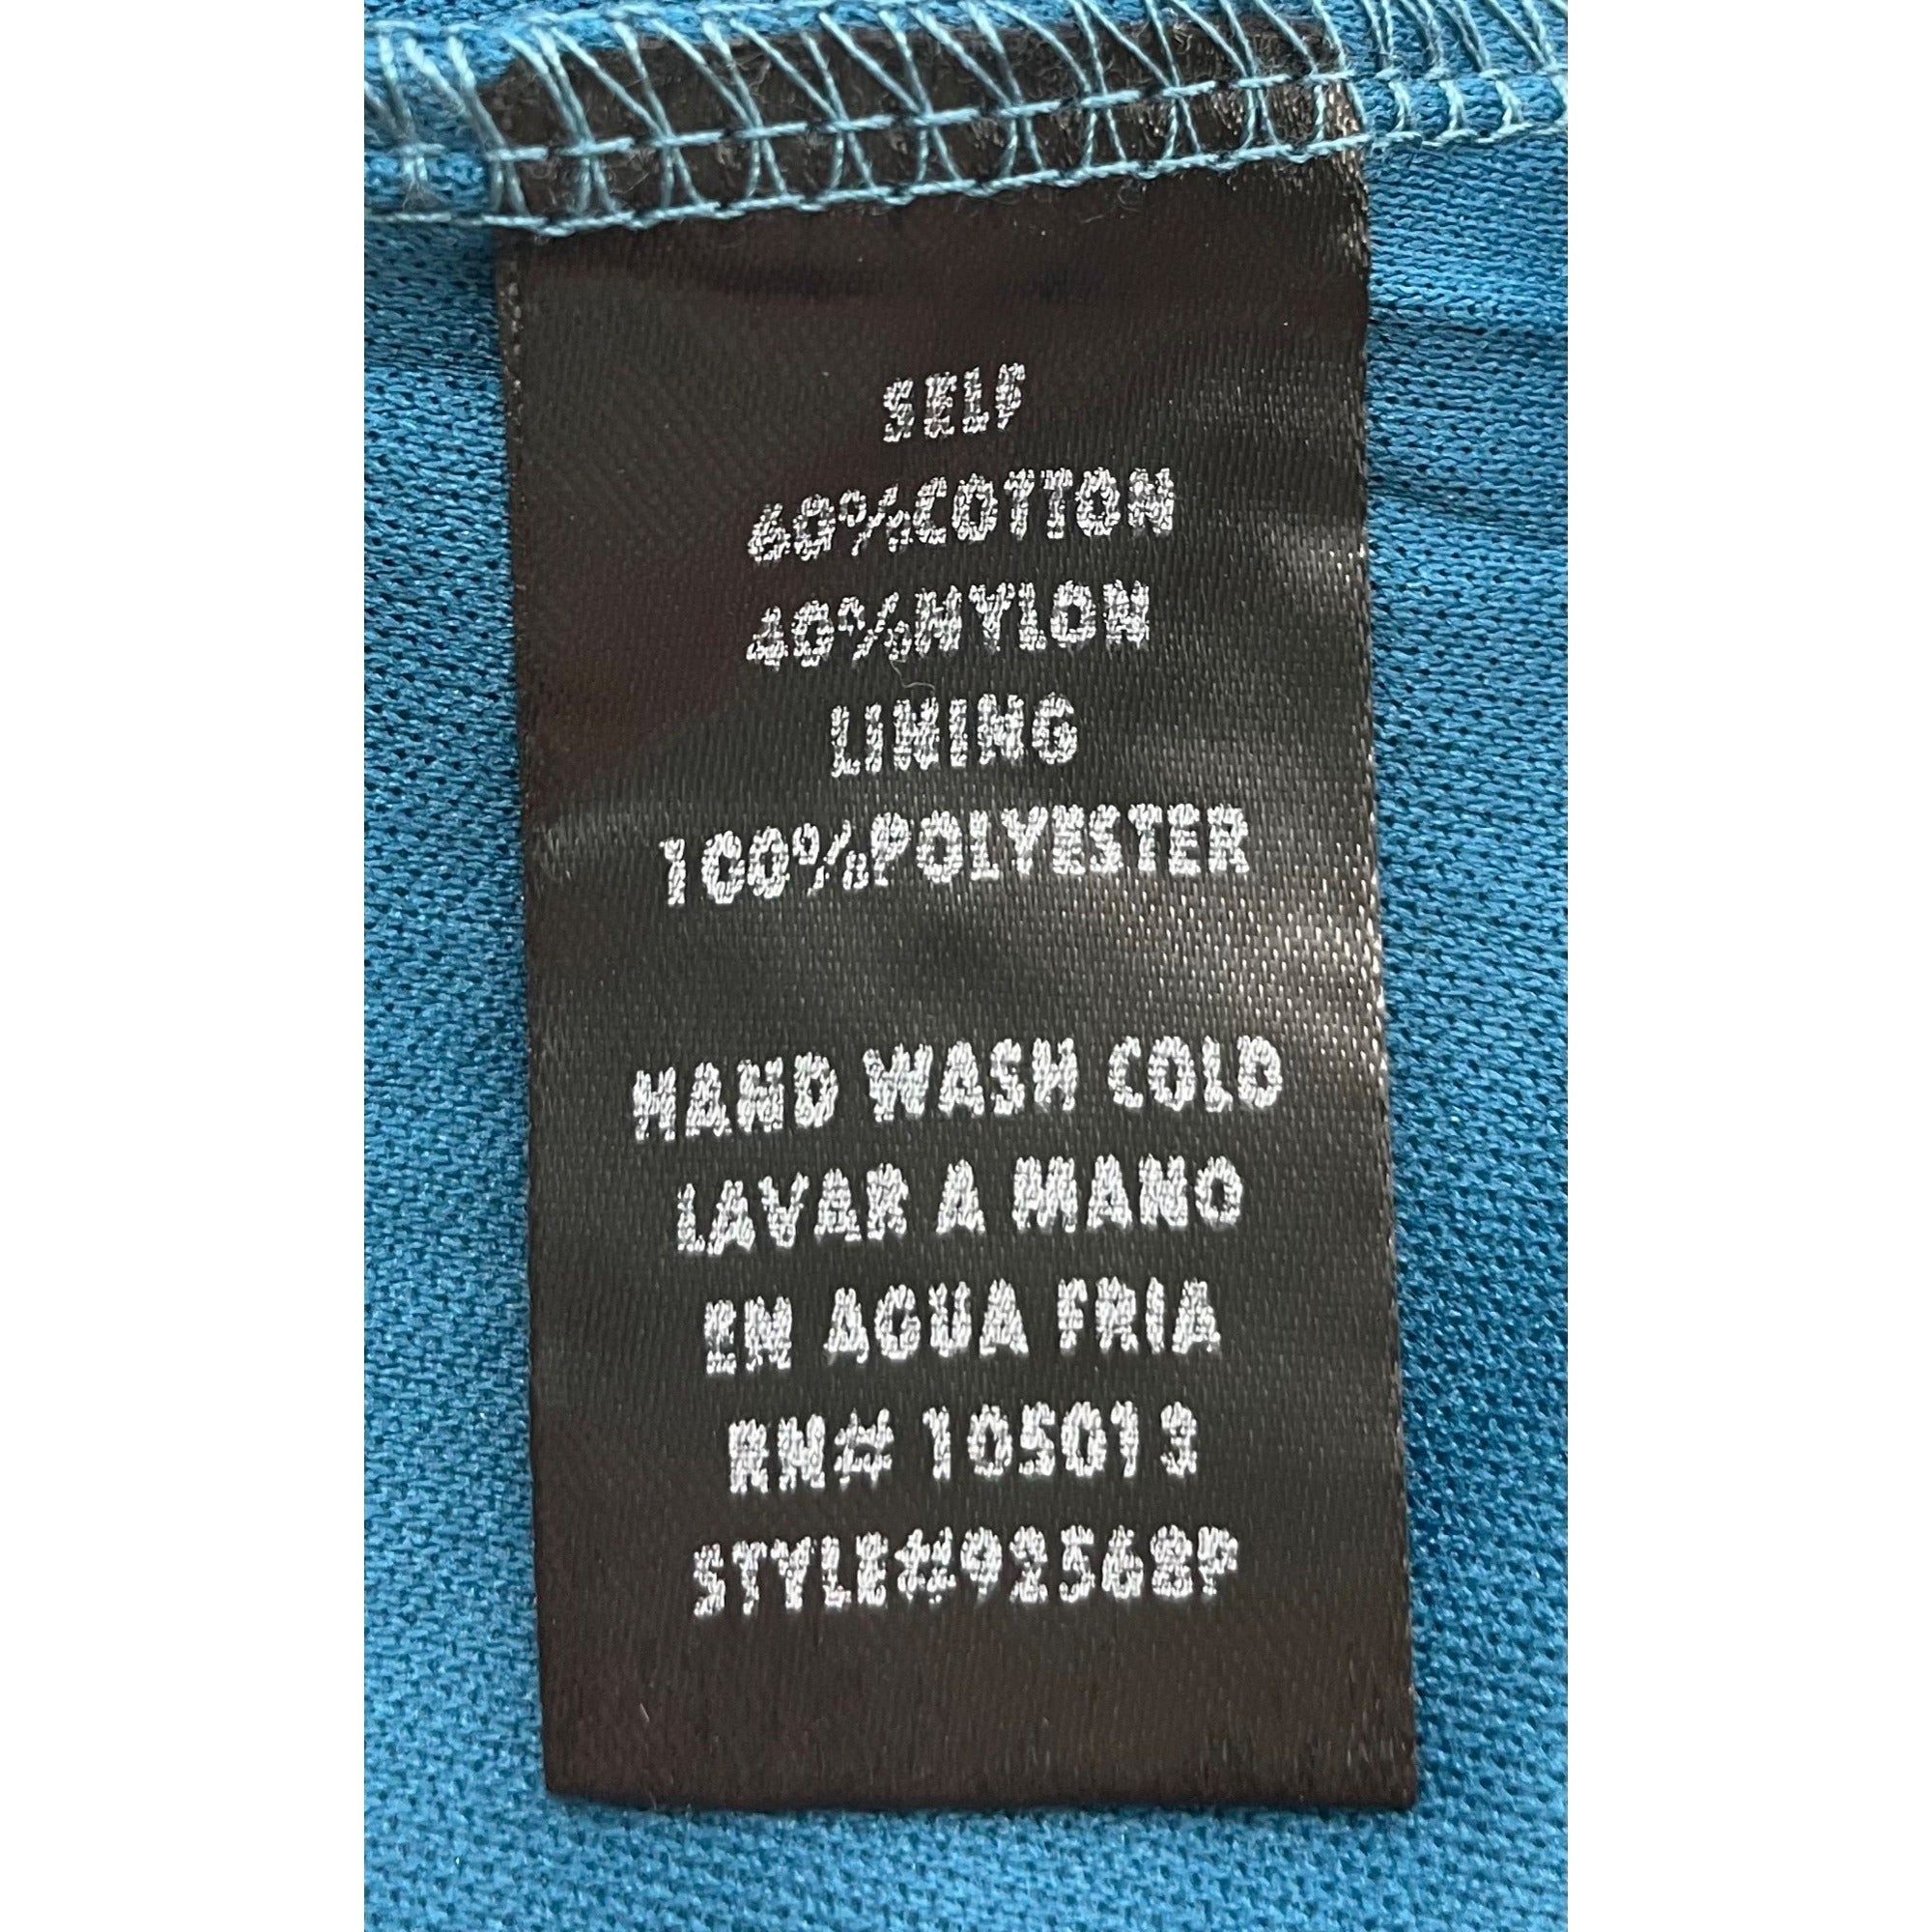 SELF
60%COTTON
40%NYLON
LINING
100%POLYESTER
HAND WASH COLD
LAVAR A MANO
EN AGUA FRIA
RN# 105013
STYLE#92568P